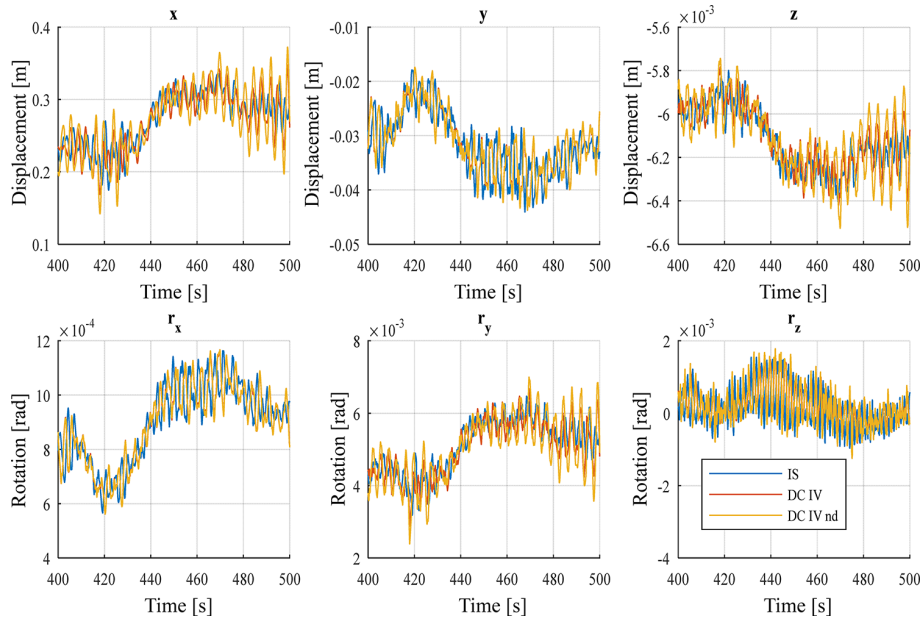 x
y
z
×10⁻³
0.4
0.3
0.2
0.1
Displacement [m]
400 420 440 460 480 500
Time [s]
-0.01
-0.02
-0.03
-0.04
-0.05
Displacement [m]
400 420 440 460 480 500
Time [s]
-5.6
-5.8
-6
-6.2
-6.4
-6.6
Displacement [m]
400 420 440 460 480 500
Time [s]
r_x
×10⁻⁴
12
10
8
6
4
Rotation [rad]
400 420 440 460 480 500
Time [s]
r_y
×10⁻³
8
6
4
2
Rotation [rad]
400 420 440 460 480 500
Time [s]
r_z
×10⁻³
2
0
-2
-4
Rotation [rad]
400 420 440 460 480 500
Time [s]
IS
DC IV
DC IV nd